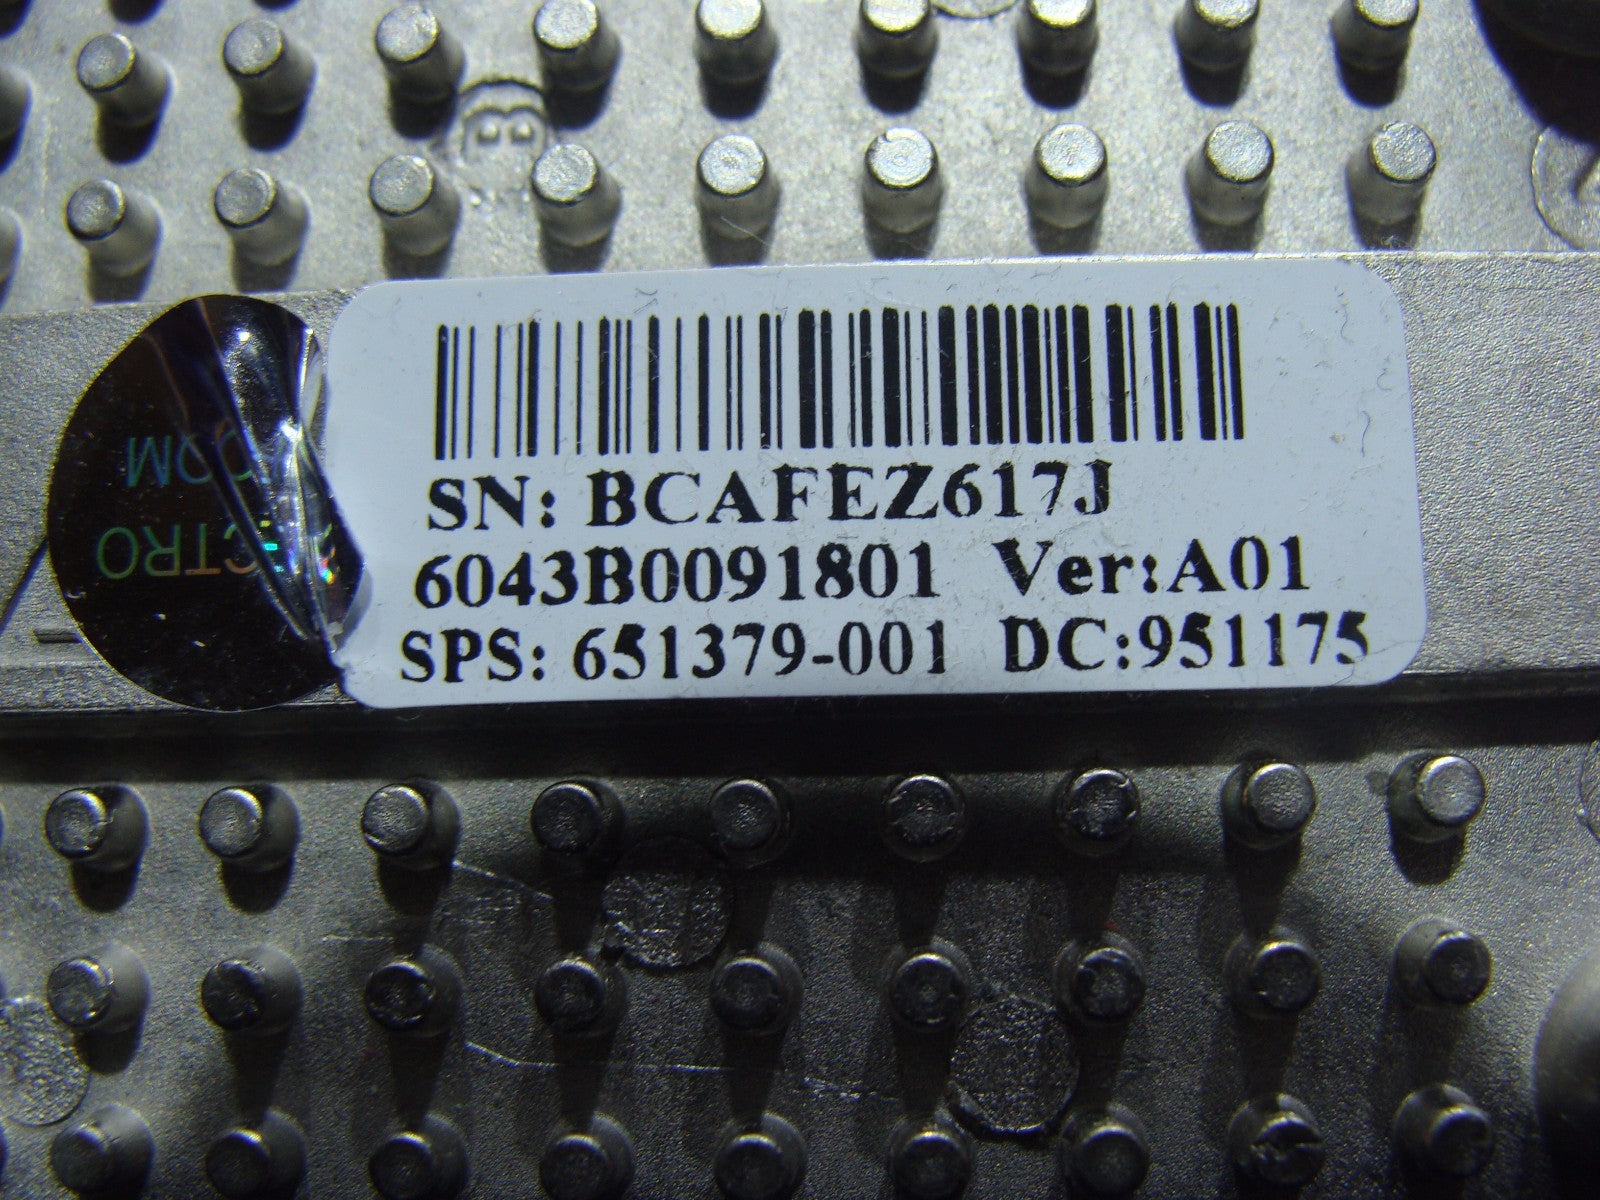 SN: BCAFEZ617J
6043B0091801 Ver:A01
SPS: 651379-001 DC:951175